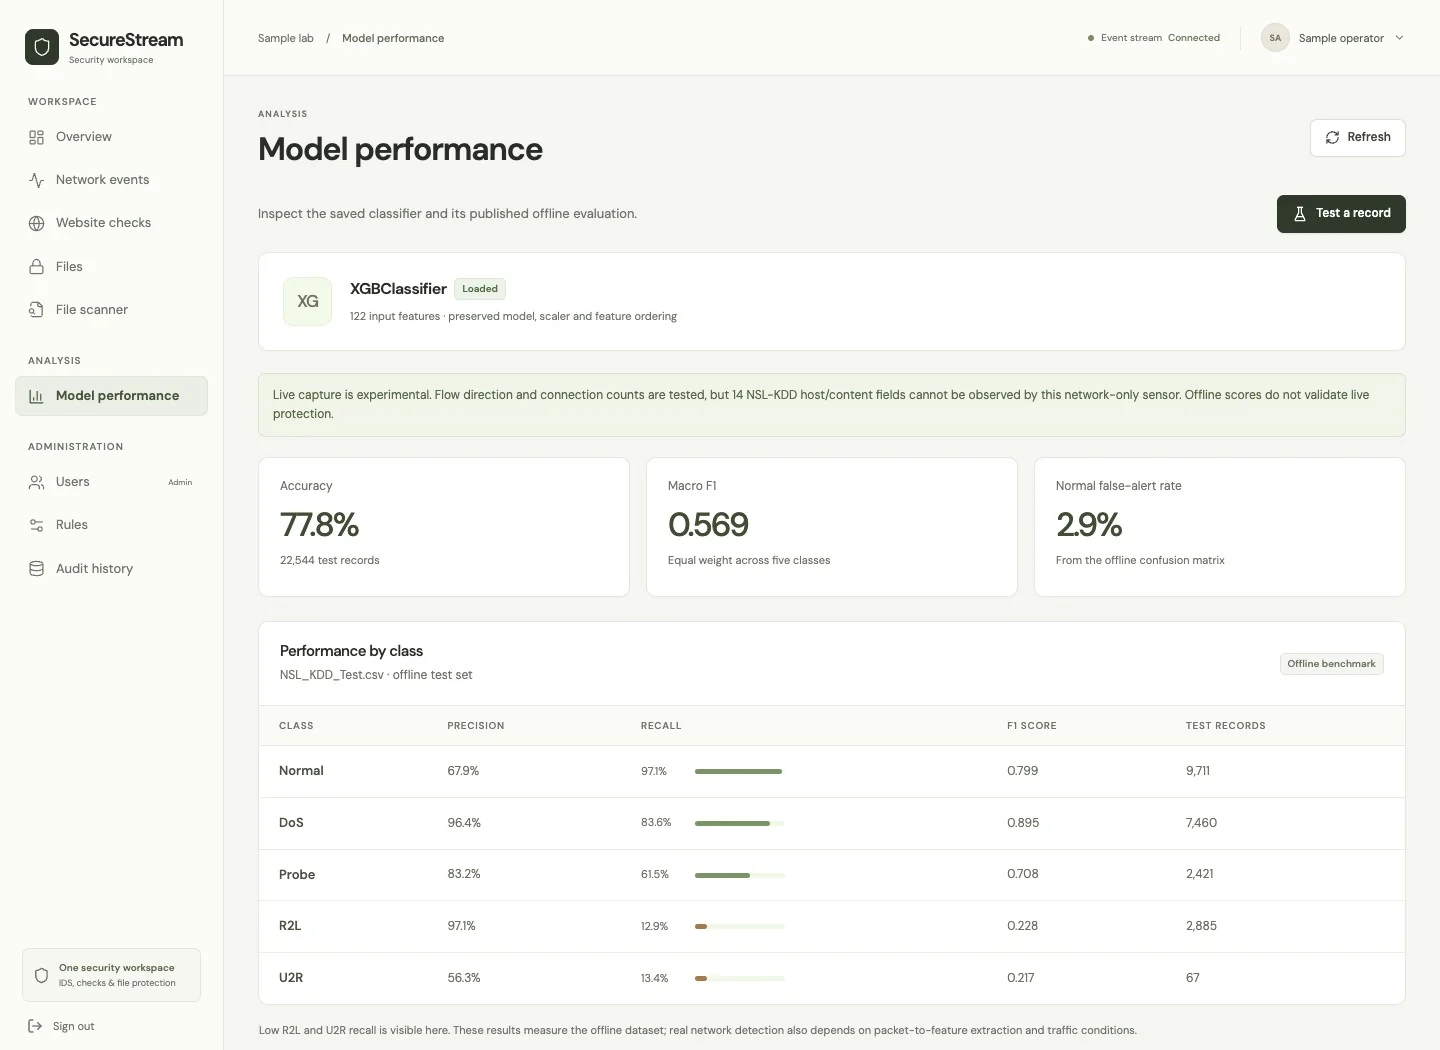 SecureStream
Security workspace
WORKSPACE
Overview
Network events
Website checks
Files
File scanner
ANALYSIS
Model performance
ADMINISTRATION
Users Admin
Rules
Audit history
One security workspace
IDS, checks & file protection
Sign out
Sample lab / Model performance
Event stream Connected
SA Sample operator
ANALYSIS
Model performance
Refresh
Inspect the saved classifier and its published offline evaluation.
Test a record
XG
XGBClassifier Loaded
122 input features · preserved model, scaler and feature ordering
Live capture is experimental. Flow direction and connection counts are tested, but 14 NSL-KDD host/content fields cannot be observed by this network-only sensor. Offline scores do not validate live
protection.
Accuracy
77.8%
22,544 test records
Macro F1
0.569
Equal weight across five classes
Normal false-alert rate
2.9%
From the offline confusion matrix
Performance by class
NSL_KDD_Test.csv · offline test set
Offline benchmark
CLASS PRECISION RECALL F1 SCORE TEST RECORDS
Normal 67.9% 97.1% 0.799 9,711
DoS 96.4% 83.6% 0.895 7,460
Probe 83.2% 61.5% 0.708 2,421
R2L 97.1% 12.9% 0.228 2,885
U2R 56.3% 13.4% 0.217 67
Low R2L and U2R recall is visible here. These results measure the offline dataset; real network detection also depends on packet-to-feature extraction and traffic conditions.